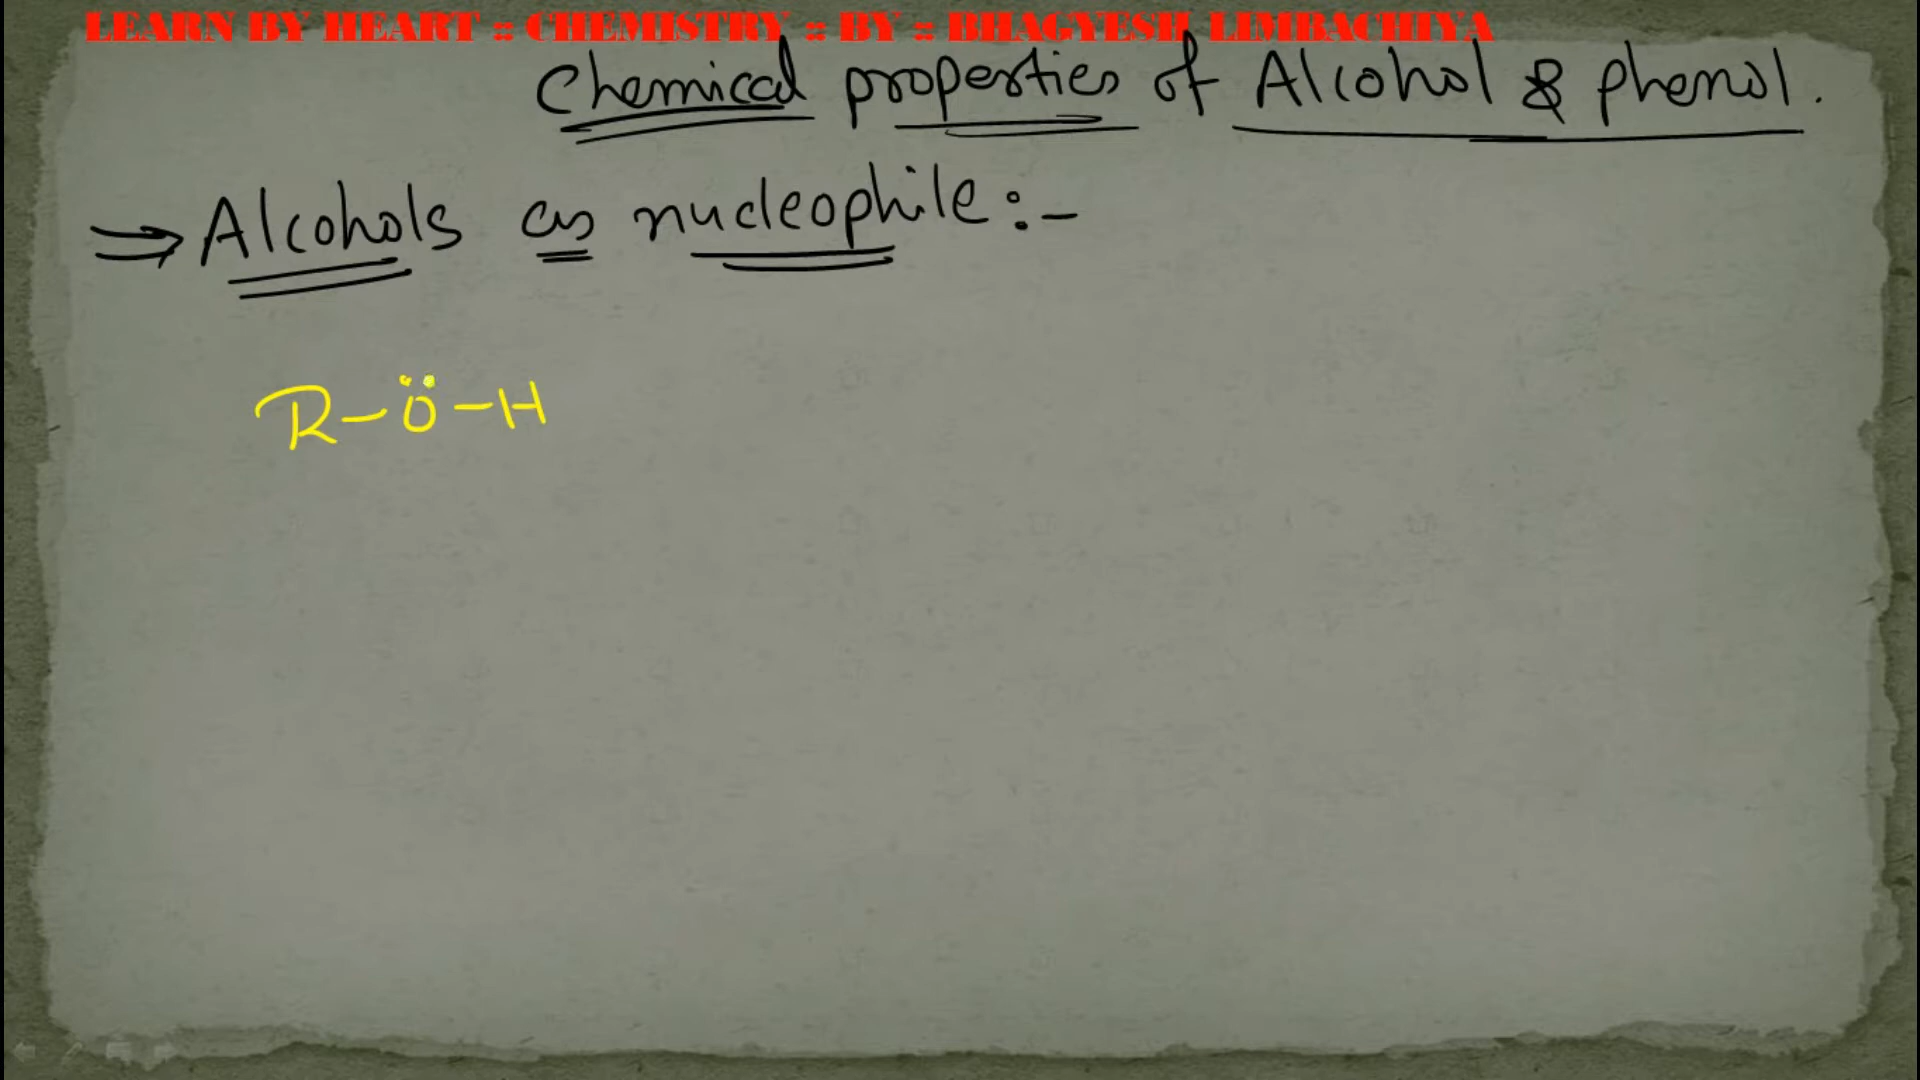 LEARN BY HEART :: CHEMISTRY :: BY :: BHAGYESH LIMBACHIYA
Chemical properties of Alcohol & phenol.
⇒ Alcohols as nucleophile:-
R-Ö-H